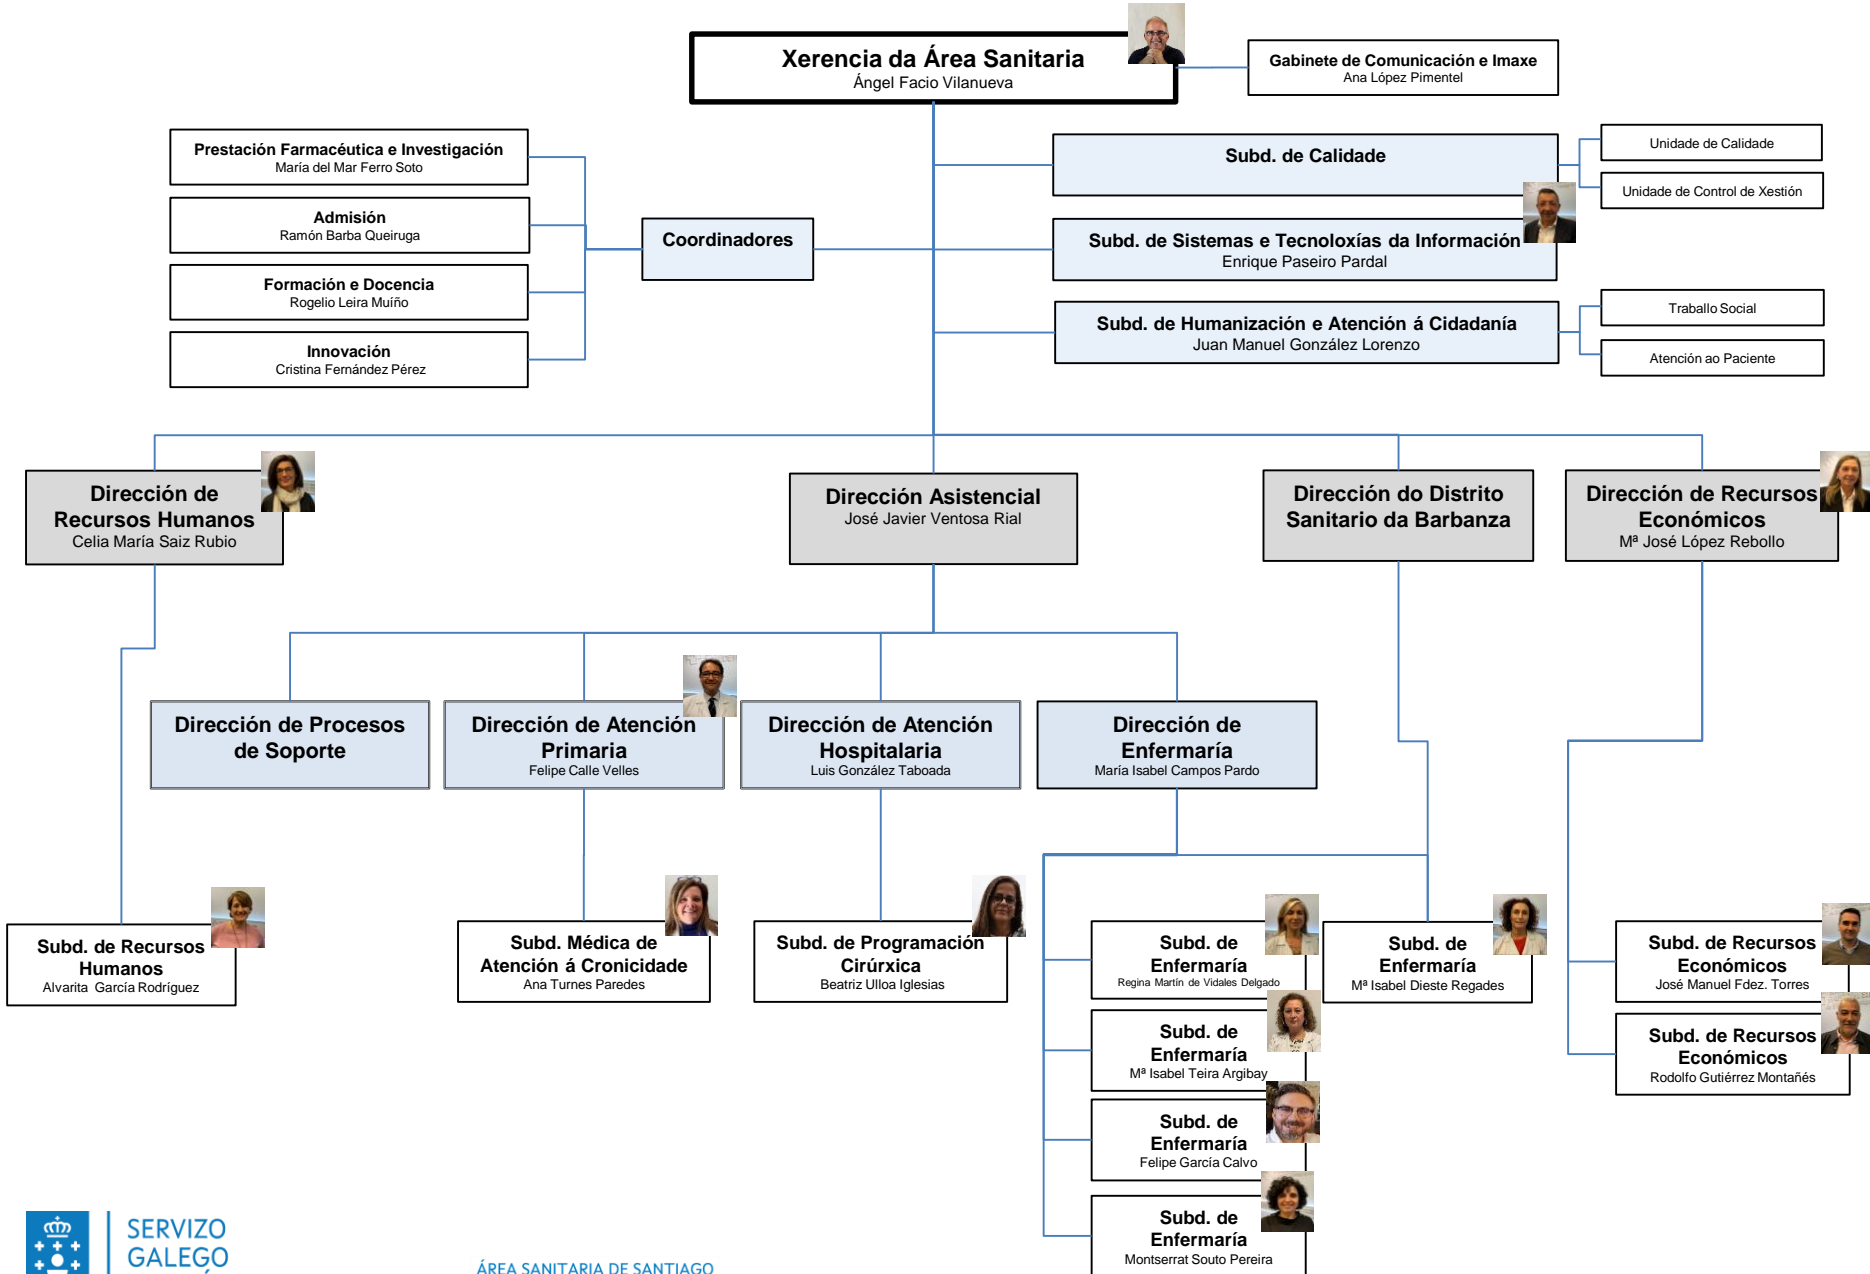 Xerencia da Área Sanitaria
Ángel Facio Vilanueva
Gabinete de Comunicación e Imaxe
Ana López Pimentel
Prestación Farmacéutica e Investigación
María del Mar Ferro Soto
Admisión
Ramón Barba Queiruga
Formación e Docencia
Rogelio Leira Muíño
Innovación
Cristina Fernández Pérez
Coordinadores
Subd. de Calidade
Unidade de Calidade
Unidade de Control de Xestión
Subd. de Sistemas e Tecnoloxías da Información
Enrique Paseiro Pardal
Subd. de Humanización e Atención á Cidadanía
Juan Manuel González Lorenzo
Traballo Social
Atención ao Paciente
Dirección de
Recursos Humanos
Celia María Saiz Rubio
Dirección Asistencial
José Javier Ventosa Rial
Dirección do Distrito
Sanitario da Barbanza
Dirección de Recursos
Económicos
Mª José López Rebollo
Dirección de Procesos
de Soporte
Dirección de Atención
Primaria
Felipe Calle Velles
Dirección de Atención
Hospitalaria
Luis González Taboada
Dirección de
Enfermaría
María Isabel Campos Pardo
Subd. de Recursos
Humanos
Alvarita García Rodríguez
Subd. Médica de
Atención á Cronicidade
Ana Turnes Paredes
Subd. de Programación
Cirúrxica
Beatriz Ulloa Iglesias
Subd. de
Enfermaría
Regina Martín de Vidales Delgado
Subd. de
Enfermaría
Mª Isabel Dieste Regades
Subd. de Recursos
Económicos
José Manuel Fdez. Torres
Subd. de
Enfermaría
Mª Isabel Teira Argibay
Subd. de Recursos
Económicos
Rodolfo Gutiérrez Montañés
Subd. de
Enfermaría
Felipe García Calvo
Subd. de
Enfermaría
Montserrat Souto Pereira
SERVIZO
GALEGO
ÁREA SANITARIA DE SANTIAGO